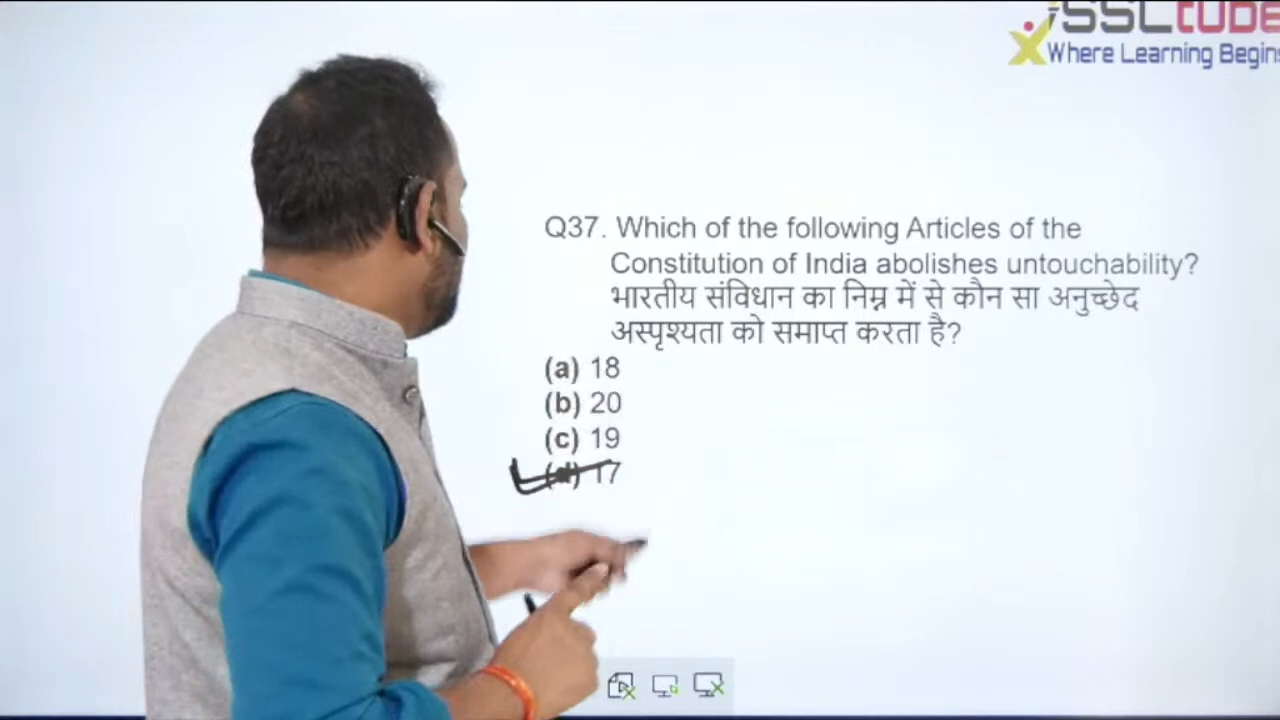 SSCtube
Where Learning Begins
Q37. Which of the following Articles of the
Constitution of India abolishes untouchability?
भारतीय संविधान का निम्न में से कौन सा अनुच्छेद
अस्पृश्यता को समाप्त करता है?
(a) 18
(b) 20
(c) 19
(d) 17